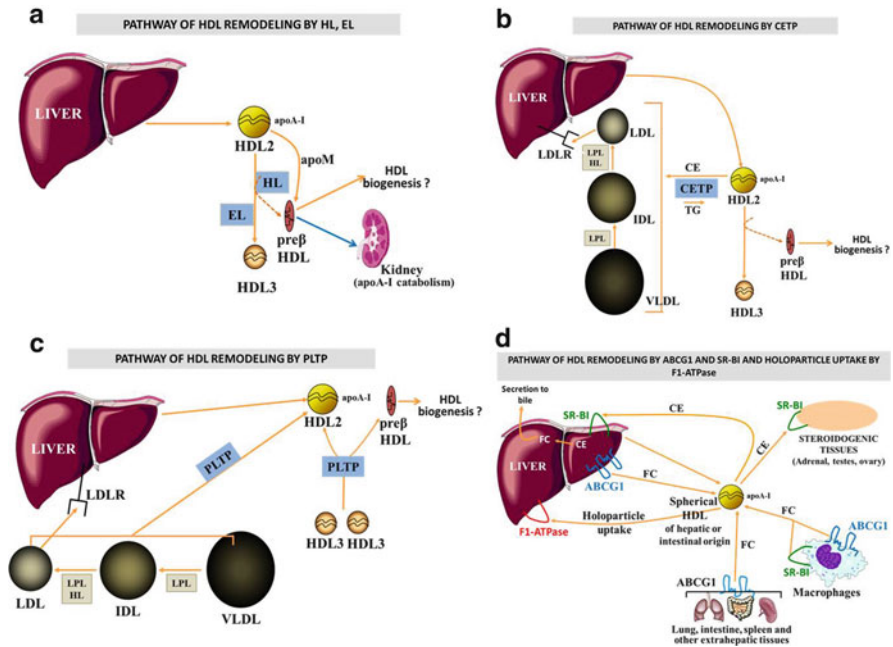 a
PATHWAY OF HDL REMODELING BY HL, EL
LIVER
apoA-I
HDL2
apoM
HL
EL
HDL
biogenesis ?
preβ
HDL
HDL3
Kidney
(apoA-I catabolism)
b
PATHWAY OF HDL REMODELING BY CETP
LIVER
LDL
LDLR
LPL
HL
IDL
LPL
VLDL
CE
CETP
TG
apoA-I
HDL2
preβ
HDL
HDL
biogenesis ?
HDL3
c
PATHWAY OF HDL REMODELING BY PLTP
LIVER
apoA-I
HDL2
preβ
HDL
HDL
biogenesis ?
PLTP
PLTP
LDLR
HDL3 HDL3
LDL
LPL
HL
IDL
LPL
VLDL
d
PATHWAY OF HDL REMODELING BY ABCG1 AND SR-BI AND HOLOPARTICLE UPTAKE BY
F1-ATPase
Secretion to
bile
SR-BI
CE
FC
CE
LIVER
ABCG1
FC
SR-BI
STEROIDOGENIC
TISSUES
(Adrenal, testes, ovary)
CE
apoA-I
Spherical
HDL
of hepatic or
intestinal origin
Holoparticle
uptake
F1-ATPase
FC
FC
ABCG1
SR-BI
Macrophages
ABCG1
Lung, intestine, spleen and
other extrahepatic tissues